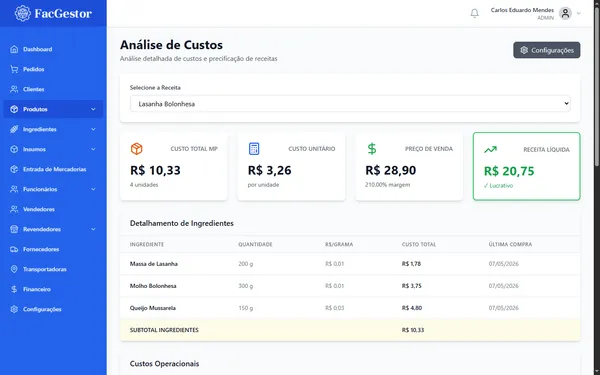 FacGestor
Carlos Eduardo Mendes
ADMIN
Dashboard
Pedidos
Clientes
Produtos
Ingredientes
Insumos
Entrada de Mercadorias
Funcionários
Vendedores
Revendedores
Fornecedores
Transportadoras
Financeiro
Configurações
Análise de Custos
Análise detalhada de custos e precificação de receitas
Configurações
Selecione a Receita
Lasanha Bolonhesa
CUSTO TOTAL MP
R$ 10,33
4 unidades
CUSTO UNITÁRIO
R$ 3,26
por unidade
PREÇO DE VENDA
R$ 28,90
210.00% margem
RECEITA LÍQUIDA
R$ 20,75
✓ Lucrativo
Detalhamento de Ingredientes
INGREDIENTE QUANTIDADE R$/GRAMA CUSTO TOTAL ÚLTIMA COMPRA
Massa de Lasanha 200 g R$ 0.01 R$ 1.78 07/05/2026
Molho Bolonhesa 300 g R$ 0.01 R$ 3.75 07/05/2026
Queijo Mussarela 150 g R$ 0.03 R$ 4.80 07/05/2026
SUBTOTAL INGREDIENTES R$ 10,33
Custos Operacionais